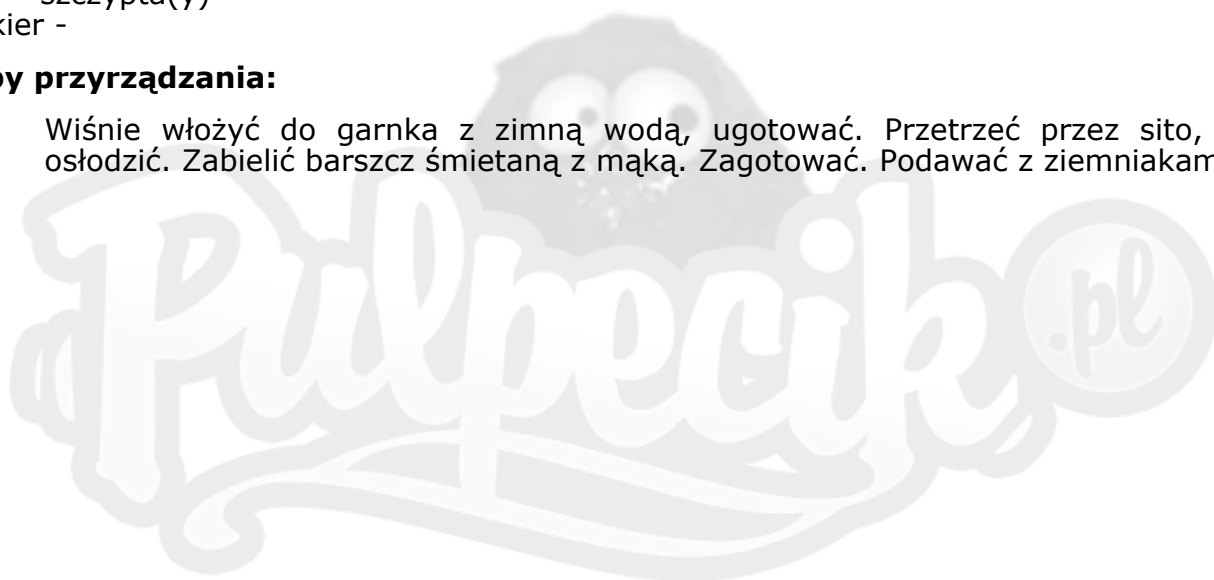 szczypta(y)
kier -
by przyrządzania:
Wiśnie włożyć do garnka z zimną wodą, ugotować. Przetrzeć przez sito,
osłodzić. Zabielić barszcz śmietaną z mąką. Zagotować. Podawać z ziemniakam
Pulpecik.pl